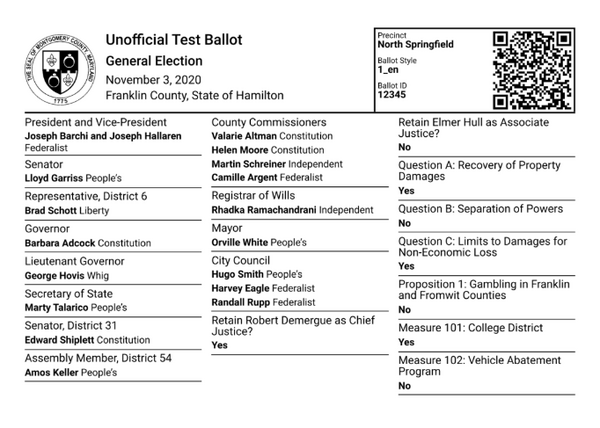 THE SEAL OF MONTGOMERY COUNTY, MARYLAND
1775
Unofficial Test Ballot
General Election
November 3, 2020
Franklin County, State of Hamilton
Precinct
North Springfield
Ballot Style
1_en
Ballot ID
12345
President and Vice-President
Joseph Barchi and Joseph Hallaren
Federalist
Senator
Lloyd Garriss People's
Representative, District 6
Brad Schott Liberty
Governor
Barbara Adcock Constitution
Lieutenant Governor
George Hovis Whig
Secretary of State
Marty Talarico People's
Senator, District 31
Edward Shiplett Constitution
Assembly Member, District 54
Amos Keller People's
County Commissioners
Valarie Altman Constitution
Helen Moore Constitution
Martin Schreiner Independent
Camille Argent Federalist
Registrar of Wills
Rhadka Ramachandrani Independent
Mayor
Orville White People's
City Council
Hugo Smith People's
Harvey Eagle Federalist
Randall Rupp Federalist
Retain Robert Demergue as Chief
Justice?
Yes
Retain Elmer Hull as Associate
Justice?
No
Question A: Recovery of Property
Damages
Yes
Question B: Separation of Powers
No
Question C: Limits to Damages for
Non-Economic Loss
Yes
Proposition 1: Gambling in Franklin
and Fromwit Counties
No
Measure 101: College District
Yes
Measure 102: Vehicle Abatement
Program
No